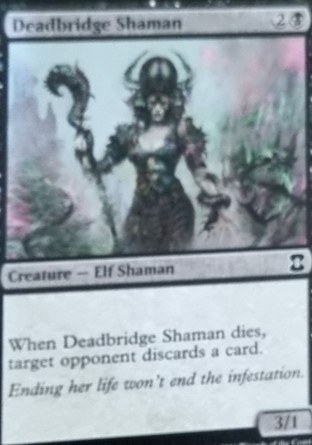 Deadbridge Shaman 2
Creature — Elf Shaman
When Deadbridge Shaman dies,
target opponent discards a card.
Ending her life won't end the infestation.
3/1